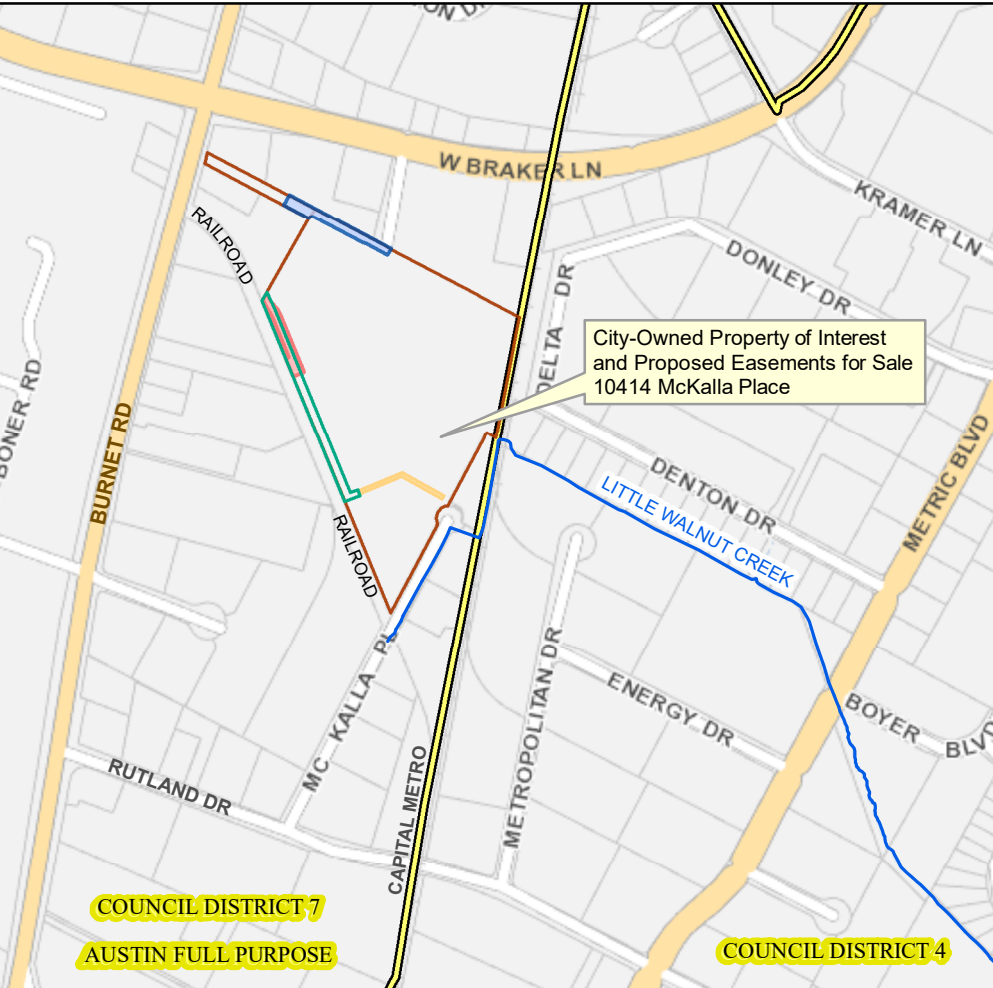 W BRAKER LN
KRAMER LN
RAILROAD
DONLEY DR
DELTA DR
City-Owned Property of Interest
and Proposed Easements for Sale
10414 McKalla Place
BONER RD
BURNET RD
METRIC BLVD
DENTON DR
LITTLE WALNUT CREEK
RAILROAD
MC KALLA PL
METROPOLITAN DR
ENERGY DR
BOYER BLVD
RUTLAND DR
CAPITAL METRO
COUNCIL DISTRICT 7
AUSTIN FULL PURPOSE
COUNCIL DISTRICT 4